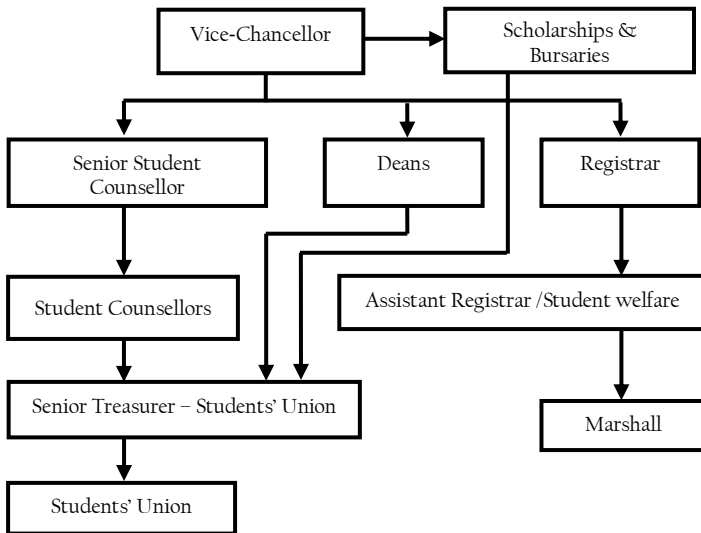 Vice-Chancellor
Scholarships &
Bursaries
Senior Student
Counsellor
Deans
Registrar
Student Counsellors
Assistant Registrar /Student welfare
Senior Treasurer – Students’ Union
Marshall
Students’ Union